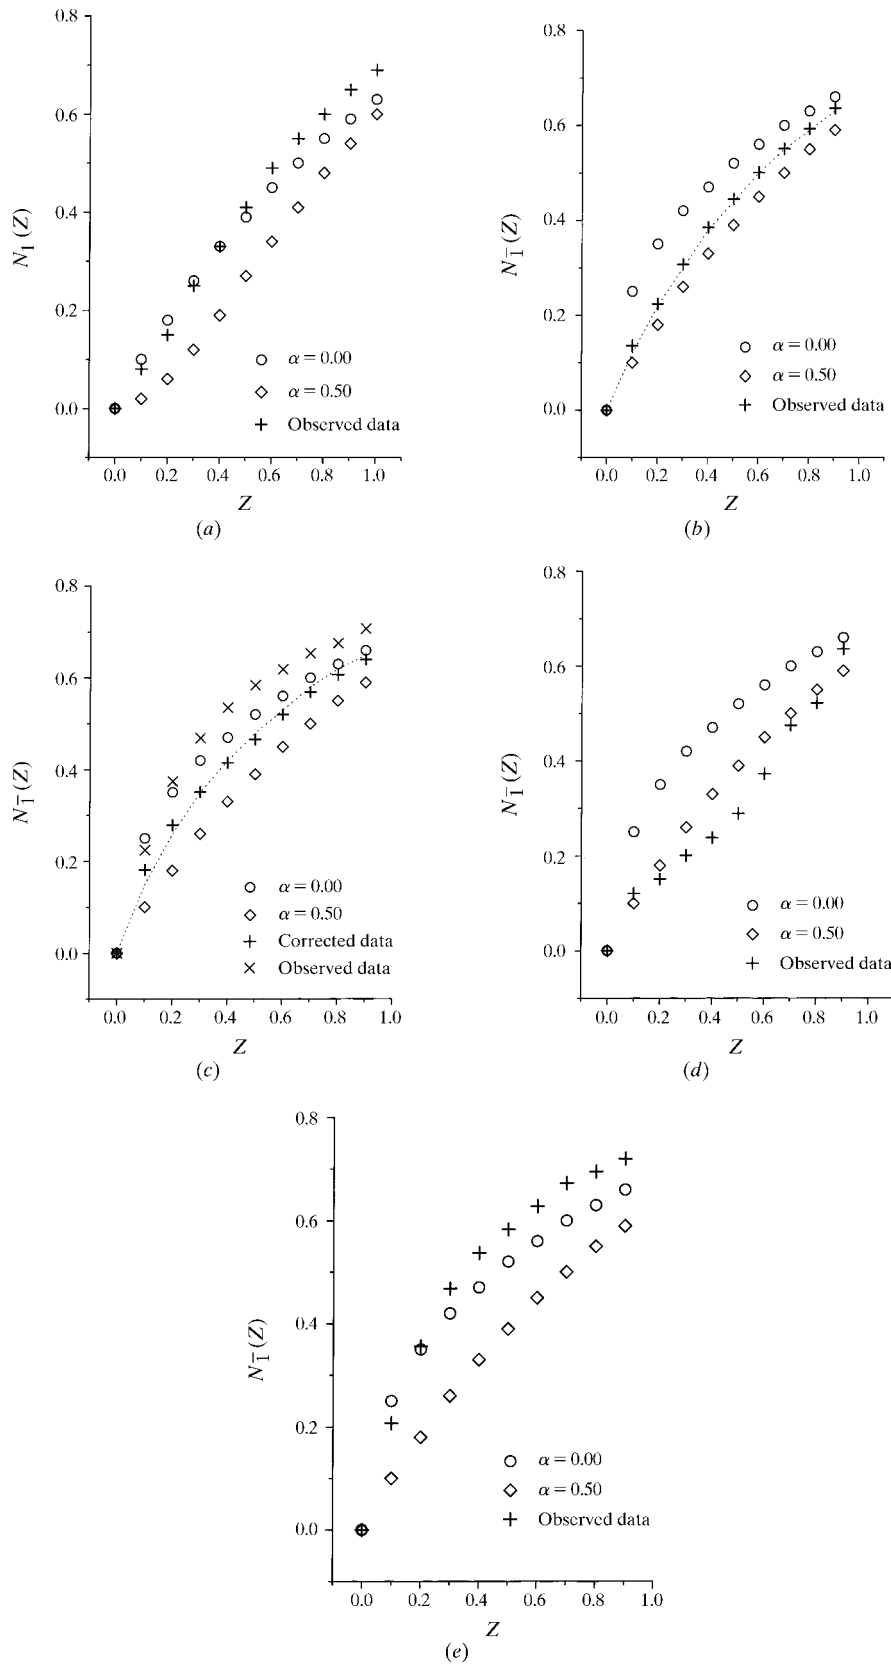 0.8
0.6
0.4
0.2
0.0
N1(Z)
α = 0.00
α = 0.50
Observed data
0.0 0.2 0.4 0.6 0.8 1.0
Z
(a)
0.8
0.6
0.4
0.2
0.0
N1̄(Z)
α = 0.00
α = 0.50
Observed data
0.0 0.2 0.4 0.6 0.8 1.0
Z
(b)
0.8
0.6
0.4
0.2
0.0
N1̄(Z)
α = 0.00
α = 0.50
Corrected data
Observed data
0.0 0.2 0.4 0.6 0.8 1.0
Z
(c)
0.8
0.6
0.4
0.2
0.0
N1̄(Z)
α = 0.00
α = 0.50
Observed data
0.0 0.2 0.4 0.6 0.8 1.0
Z
(d)
0.8
0.6
0.4
0.2
0.0
N1̄(Z)
α = 0.00
α = 0.50
Observed data
0.0 0.2 0.4 0.6 0.8 1.0
Z
(e)